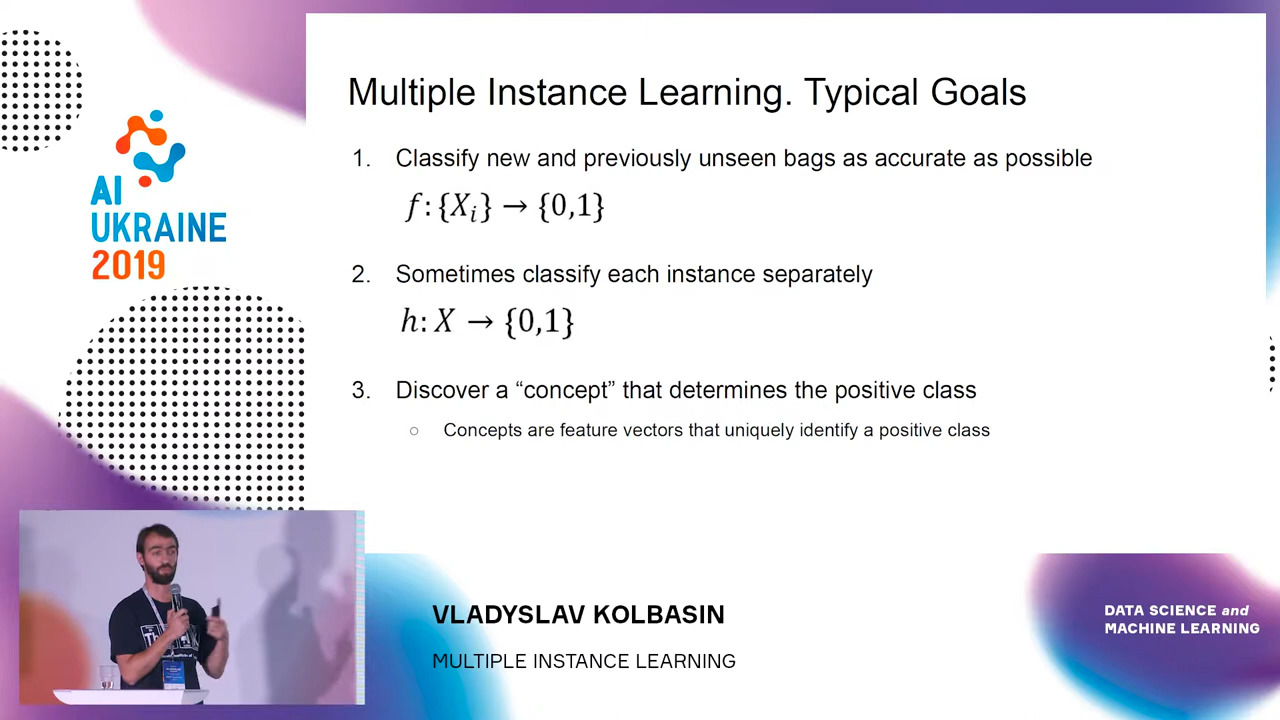 Multiple Instance Learning. Typical Goals
1. Classify new and previously unseen bags as accurate as possible
f: {Xᵢ} → {0,1}
2. Sometimes classify each instance separately
h: X → {0,1}
3. Discover a “concept” that determines the positive class
○ Concepts are feature vectors that uniquely identify a positive class
AI
UKRAINE
2019
VLADYSLAV KOLBASIN
MULTIPLE INSTANCE LEARNING
DATA SCIENCE and
MACHINE LEARNING